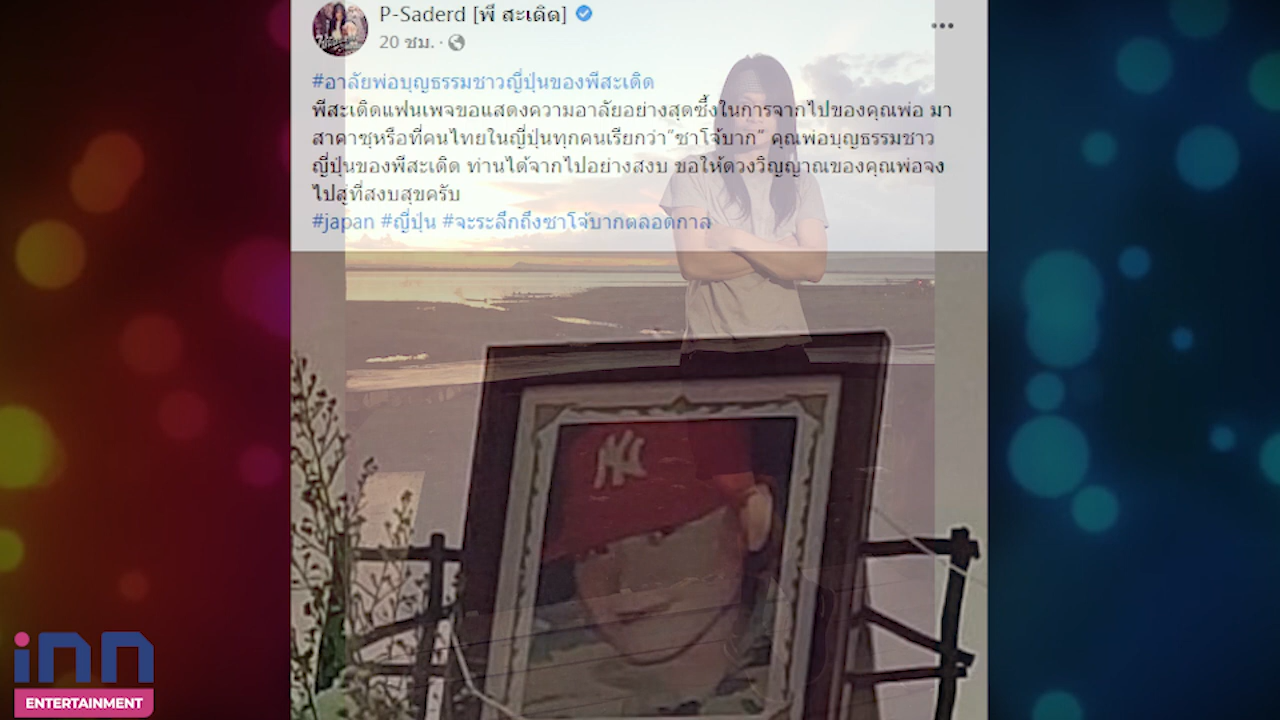 P-Saderd [พี สะเดิด]
20 ชม.
#อาลัยพ่อบุญธรรมชาวญี่ปุ่นของพีสะเดิด
พีสะเดิดแฟนเพจขอแสดงความอาลัยอย่างสุดซึ้งในการจากไปของคุณพ่อ มา
สาคาซุหรือที่คนไทยในญี่ปุ่นทุกคนเรียกว่า"ซาโจ้บาก" คุณพ่อบุญธรรมชาว
ญี่ปุ่นของพีสะเดิด ท่านได้จากไปอย่างสงบ ขอให้ดวงวิญญาณของคุณพ่อจง
ไปสู่ที่สงบสุขครับ
#japan #ญี่ปุ่น #จะระลึกถึงซาโจ้บากตลอดกาล
NY
inn
ENTERTAINMENT